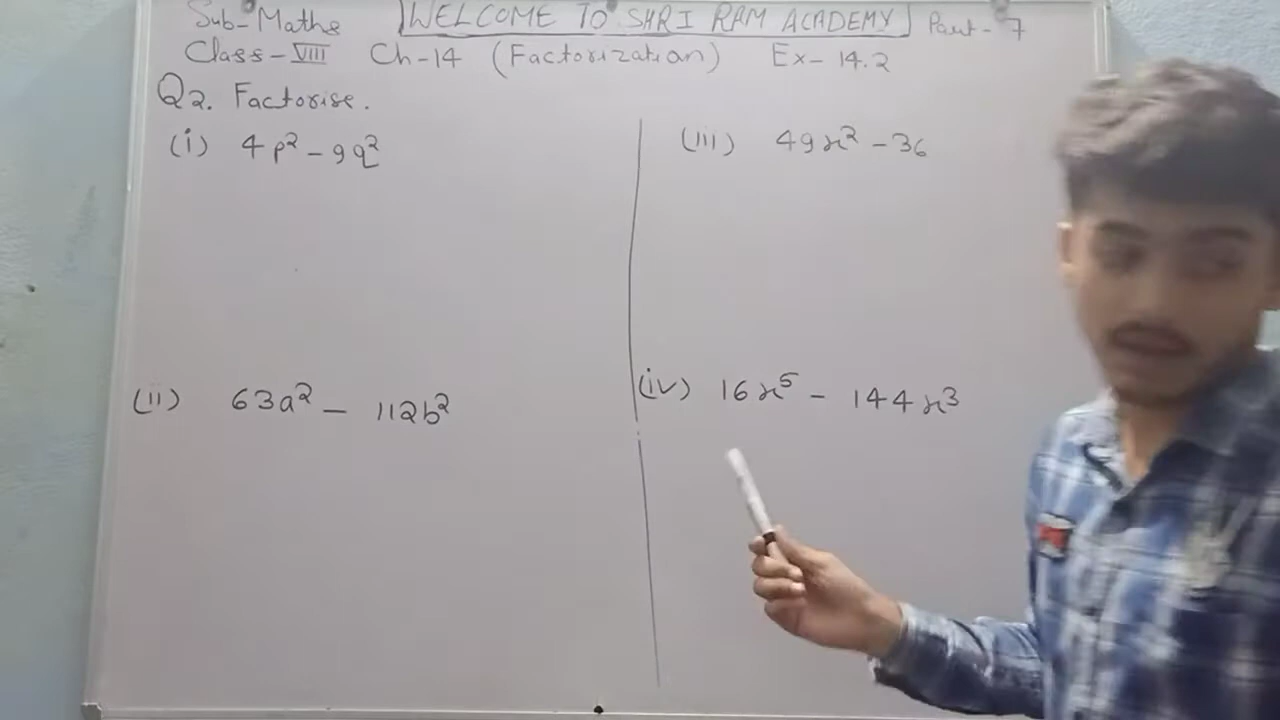 Sub-Maths WELCOME TO SHRI RAM ACADEMY Part-7
Class-VIII Ch-14 (Factorization) Ex-14.2
Q2. Factorise.
(i) 4p² - 9q²
(ii) 63a² - 112b²
(iii) 49x² - 36
(iv) 16x⁵ - 144x³